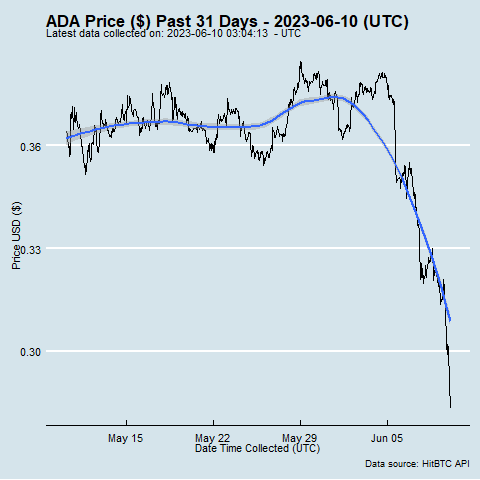 ADA Price ($) Past 31 Days - 2023-06-10 (UTC)
Latest data collected on: 2023-06-10 03:04:13  - UTC
0.36
0.33
0.30
Price USD ($)
May 15
May 22
May 29
Jun 05
Date Time Collected (UTC)
Data source: HitBTC API